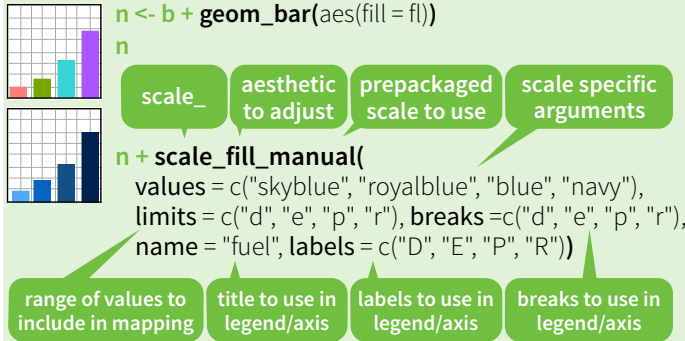 n <- b + geom_bar(aes(fill = fl))
n
scale_
aesthetic
to adjust
prepackaged
scale to use
scale specific
arguments
n + scale_fill_manual(
values = c("skyblue", "royalblue", "blue", "navy"),
limits = c("d", "e", "p", "r"), breaks =c("d", "e", "p", "r"),
name = "fuel", labels = c("D", "E", "P", "R"))
range of values to
include in mapping
title to use in
legend/axis
labels to use in
legend/axis
breaks to use in
legend/axis